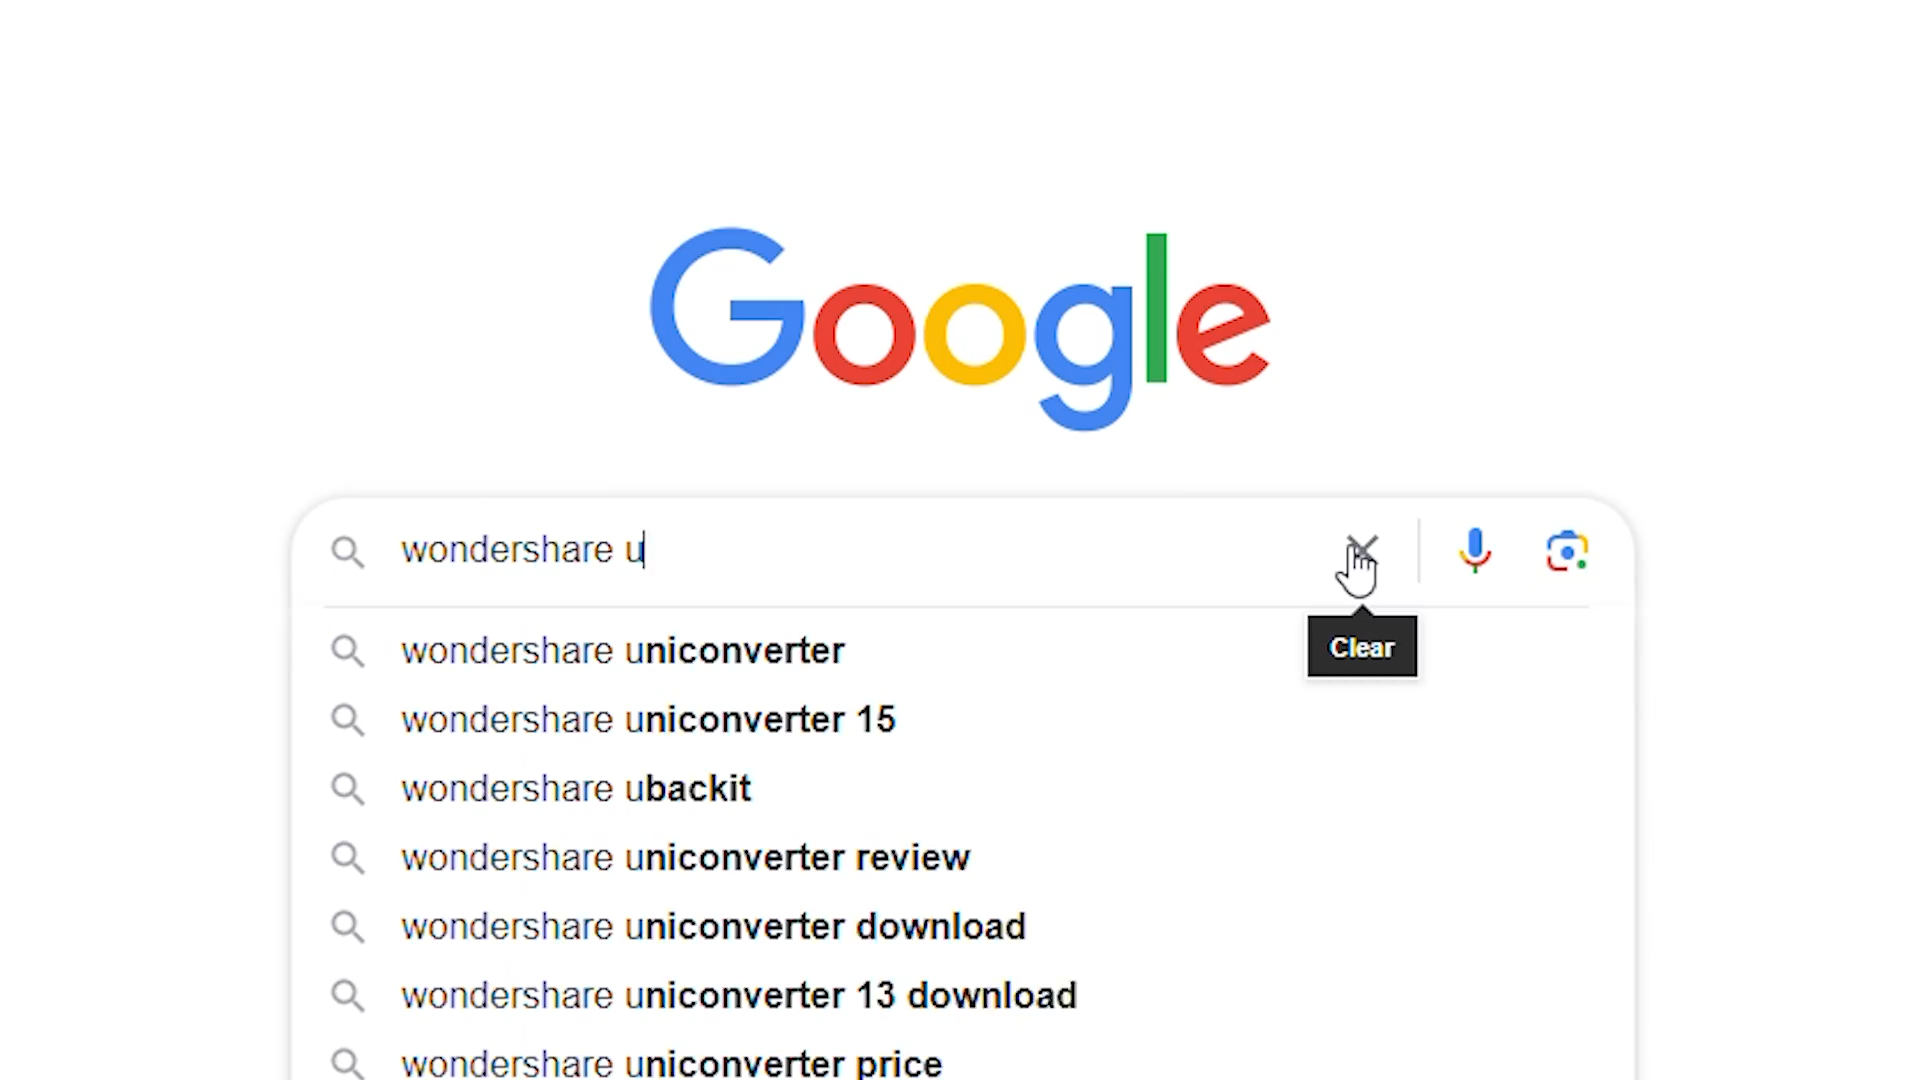 Google
wondershare u
Clear
wondershare uniconverter
wondershare uniconverter 15
wondershare ubackit
wondershare uniconverter review
wondershare uniconverter download
wondershare uniconverter 13 download
wondershare uniconverter price